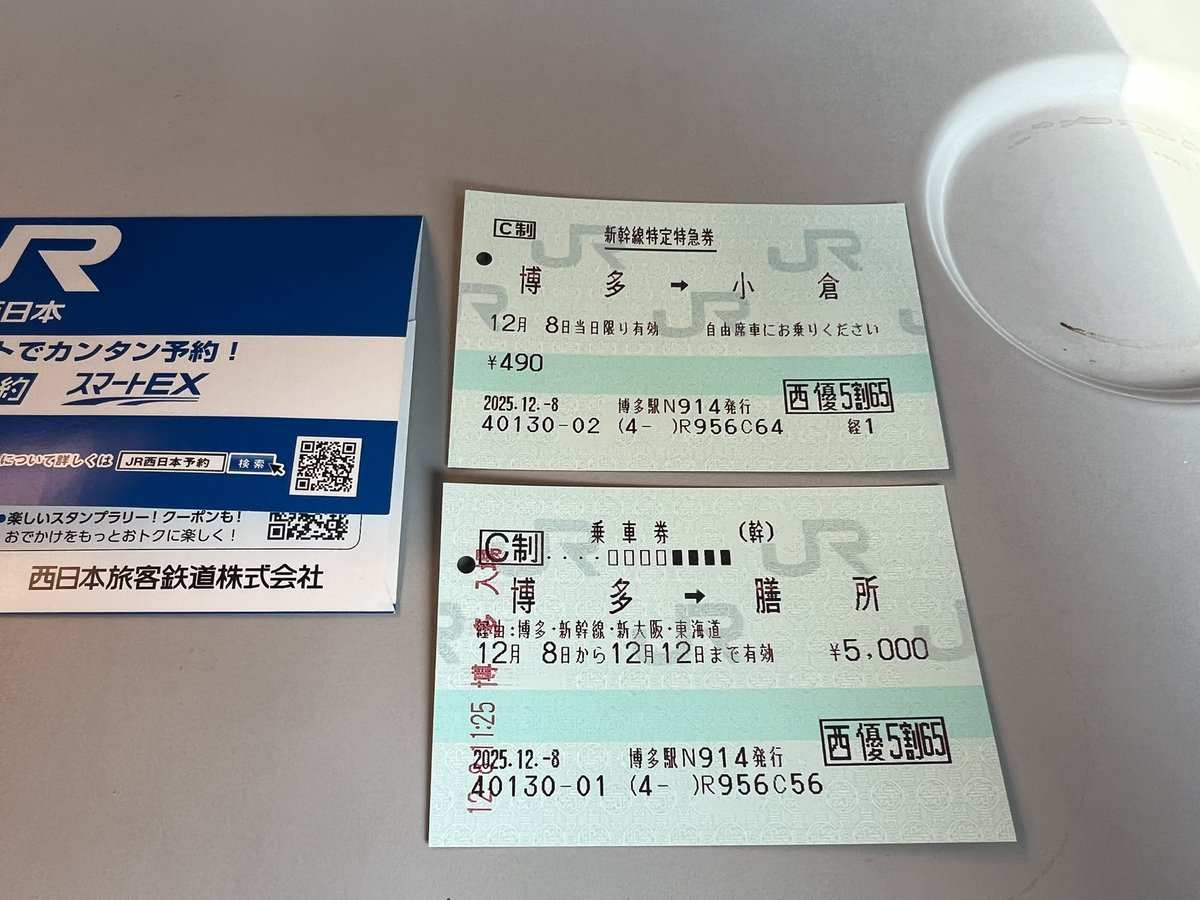 JR
西日本
トでカンタン予約！
約 スマートEX
について詳しくは JR西日本予約 検索
•楽しいスタンプラリー！クーポンも！
おでかけをもっとおトクに楽しく！
西日本旅客鉄道株式会社
C制 新幹線特定特急券
博多 → 小倉
12月 8日当日限り有効 自由席車にお乗りください
¥490
西優5割65
2025.12.-8 博多駅N914発行
40130-02 (4- )R956C64 経1
C制 乗車券 (幹)
....□□□□■■■■
博多 → 膳所
経由：博多・新幹線・新大阪・東海道
12月 8日から12月12日まで有効 ¥5,000
西優5割65
2025.12.-8 博多駅N914発行
40130-01 (4- )R956C56
12-8 11:25 博多 入場